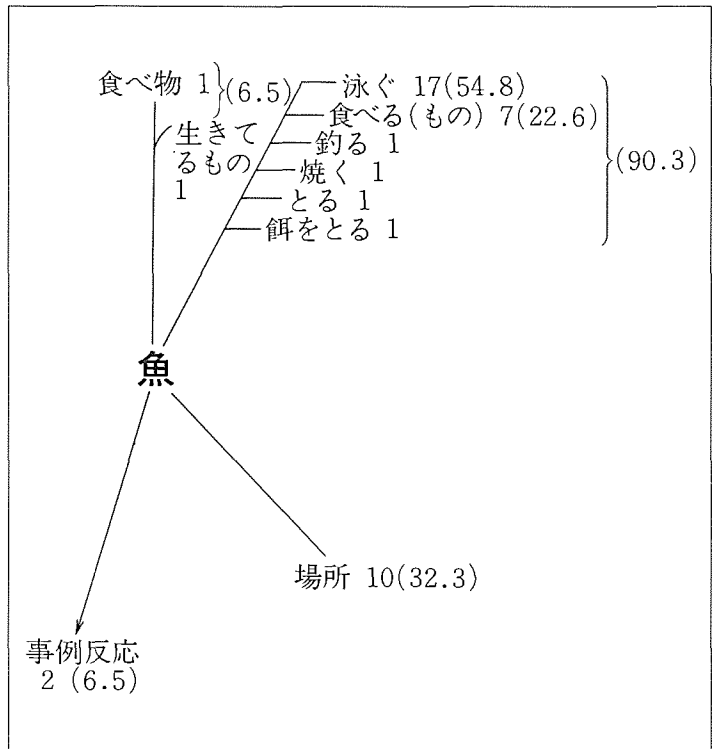 食べ物 1
(6.5)
生きて
るもの
1
泳ぐ 17(54.8)
食べる(もの) 7(22.6)
釣る 1
焼く 1
とる 1
餌をとる 1
(90.3)
魚
場所 10(32.3)
事例反応
2 (6.5)